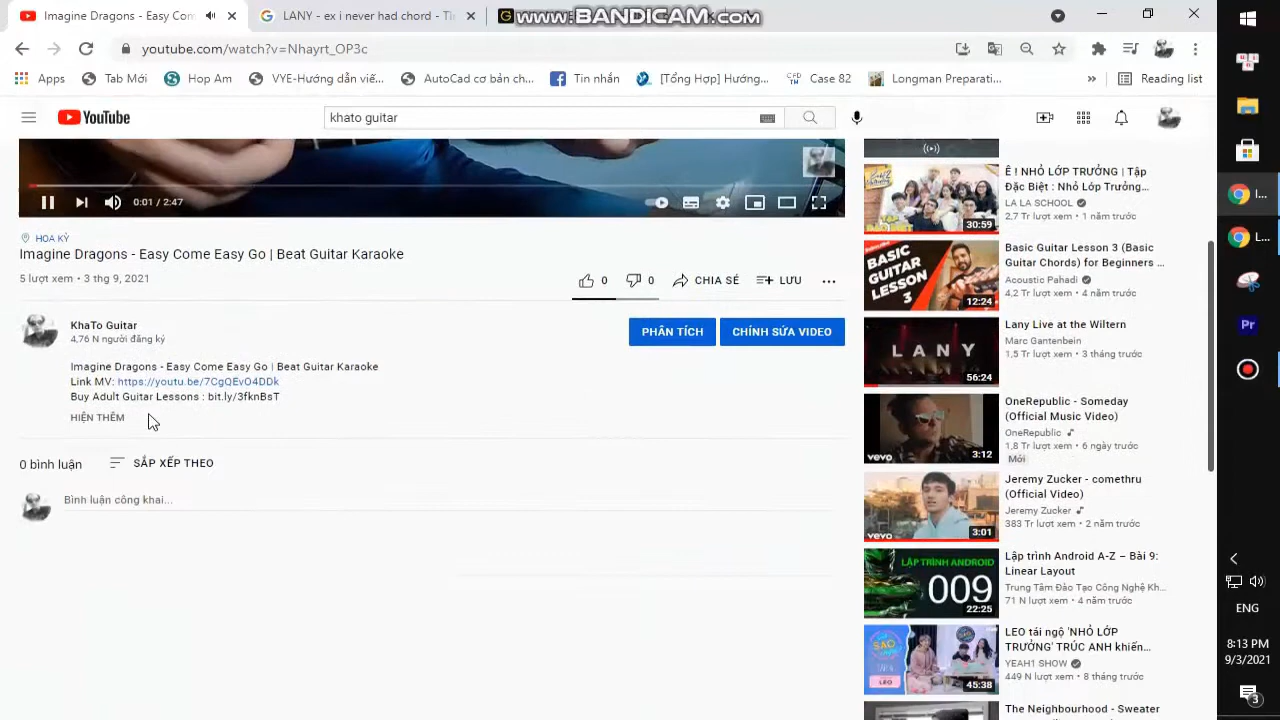 Imagine Dragons - Easy Com
LANY - ex i never had chord - Ti
www.BANDICAM.com
youtube.com/watch?v=Nhayrt_OP3c
Apps
Tab Mới
Hop Am
VYE-Hướng dẫn viế...
AutoCad cơ bản ch...
Tin nhắn
[Tổng Hợp] Hướng...
Case 82
Longman Preparati...
»
Reading list
YouTube
khato guitar
0:01 / 2:47
HOA KỲ
Imagine Dragons - Easy Come Easy Go | Beat Guitar Karaoke
5 lượt xem • 3 thg 9, 2021
0
0
CHIA SẺ
LƯU
KhaTo Guitar
4,76 N người đăng ký
PHÂN TÍCH
CHỈNH SỬA VIDEO
Imagine Dragons - Easy Come Easy Go | Beat Guitar Karaoke
Link MV: https://youtu.be/7CgQEvO4DDk
Buy Adult Guitar Lessons : bit.ly/3fknBsT
HIỆN THÊM
0 bình luận
SẮP XẾP THEO
Bình luận công khai...
30:59
Ê ! NHỎ LỚP TRƯỞNG | Tập
Đặc Biệt : Nhỏ Lớp Trưởng...
LA LA SCHOOL
2,7 Tr lượt xem • 1 năm trước
BASIC
GUITAR
LESSON
3
12:24
Basic Guitar Lesson 3 (Basic
Guitar Chords) for Beginners ...
Acoustic Pahadi
4,2 Tr lượt xem • 4 năm trước
LANY
56:24
Lany Live at the Wiltern
Marc Gantenbein
1,5 Tr lượt xem • 3 tháng trước
vevo
3:12
OneRepublic - Someday
(Official Music Video)
OneRepublic
1,8 Tr lượt xem • 6 ngày trước
Mới
vevo
3:01
Jeremy Zucker - comethru
(Official Video)
Jeremy Zucker
383 Tr lượt xem • 2 năm trước
LẬP TRÌNH ANDROID
009
22:25
Lập trình Android A-Z – Bài 9:
Linear Layout
Trung Tâm Đào Tạo Công Nghệ Kh...
71 N lượt xem • 4 năm trước
LEO
45:38
LEO tái ngộ 'NHỎ LỚP
TRƯỞNG' TRÚC ANH khiến...
YEAH1 SHOW
449 N lượt xem • 8 tháng trước
The Neighbourhood - Sweater
I...
L...
Pr
ENG
8:13 PM
9/3/2021
3